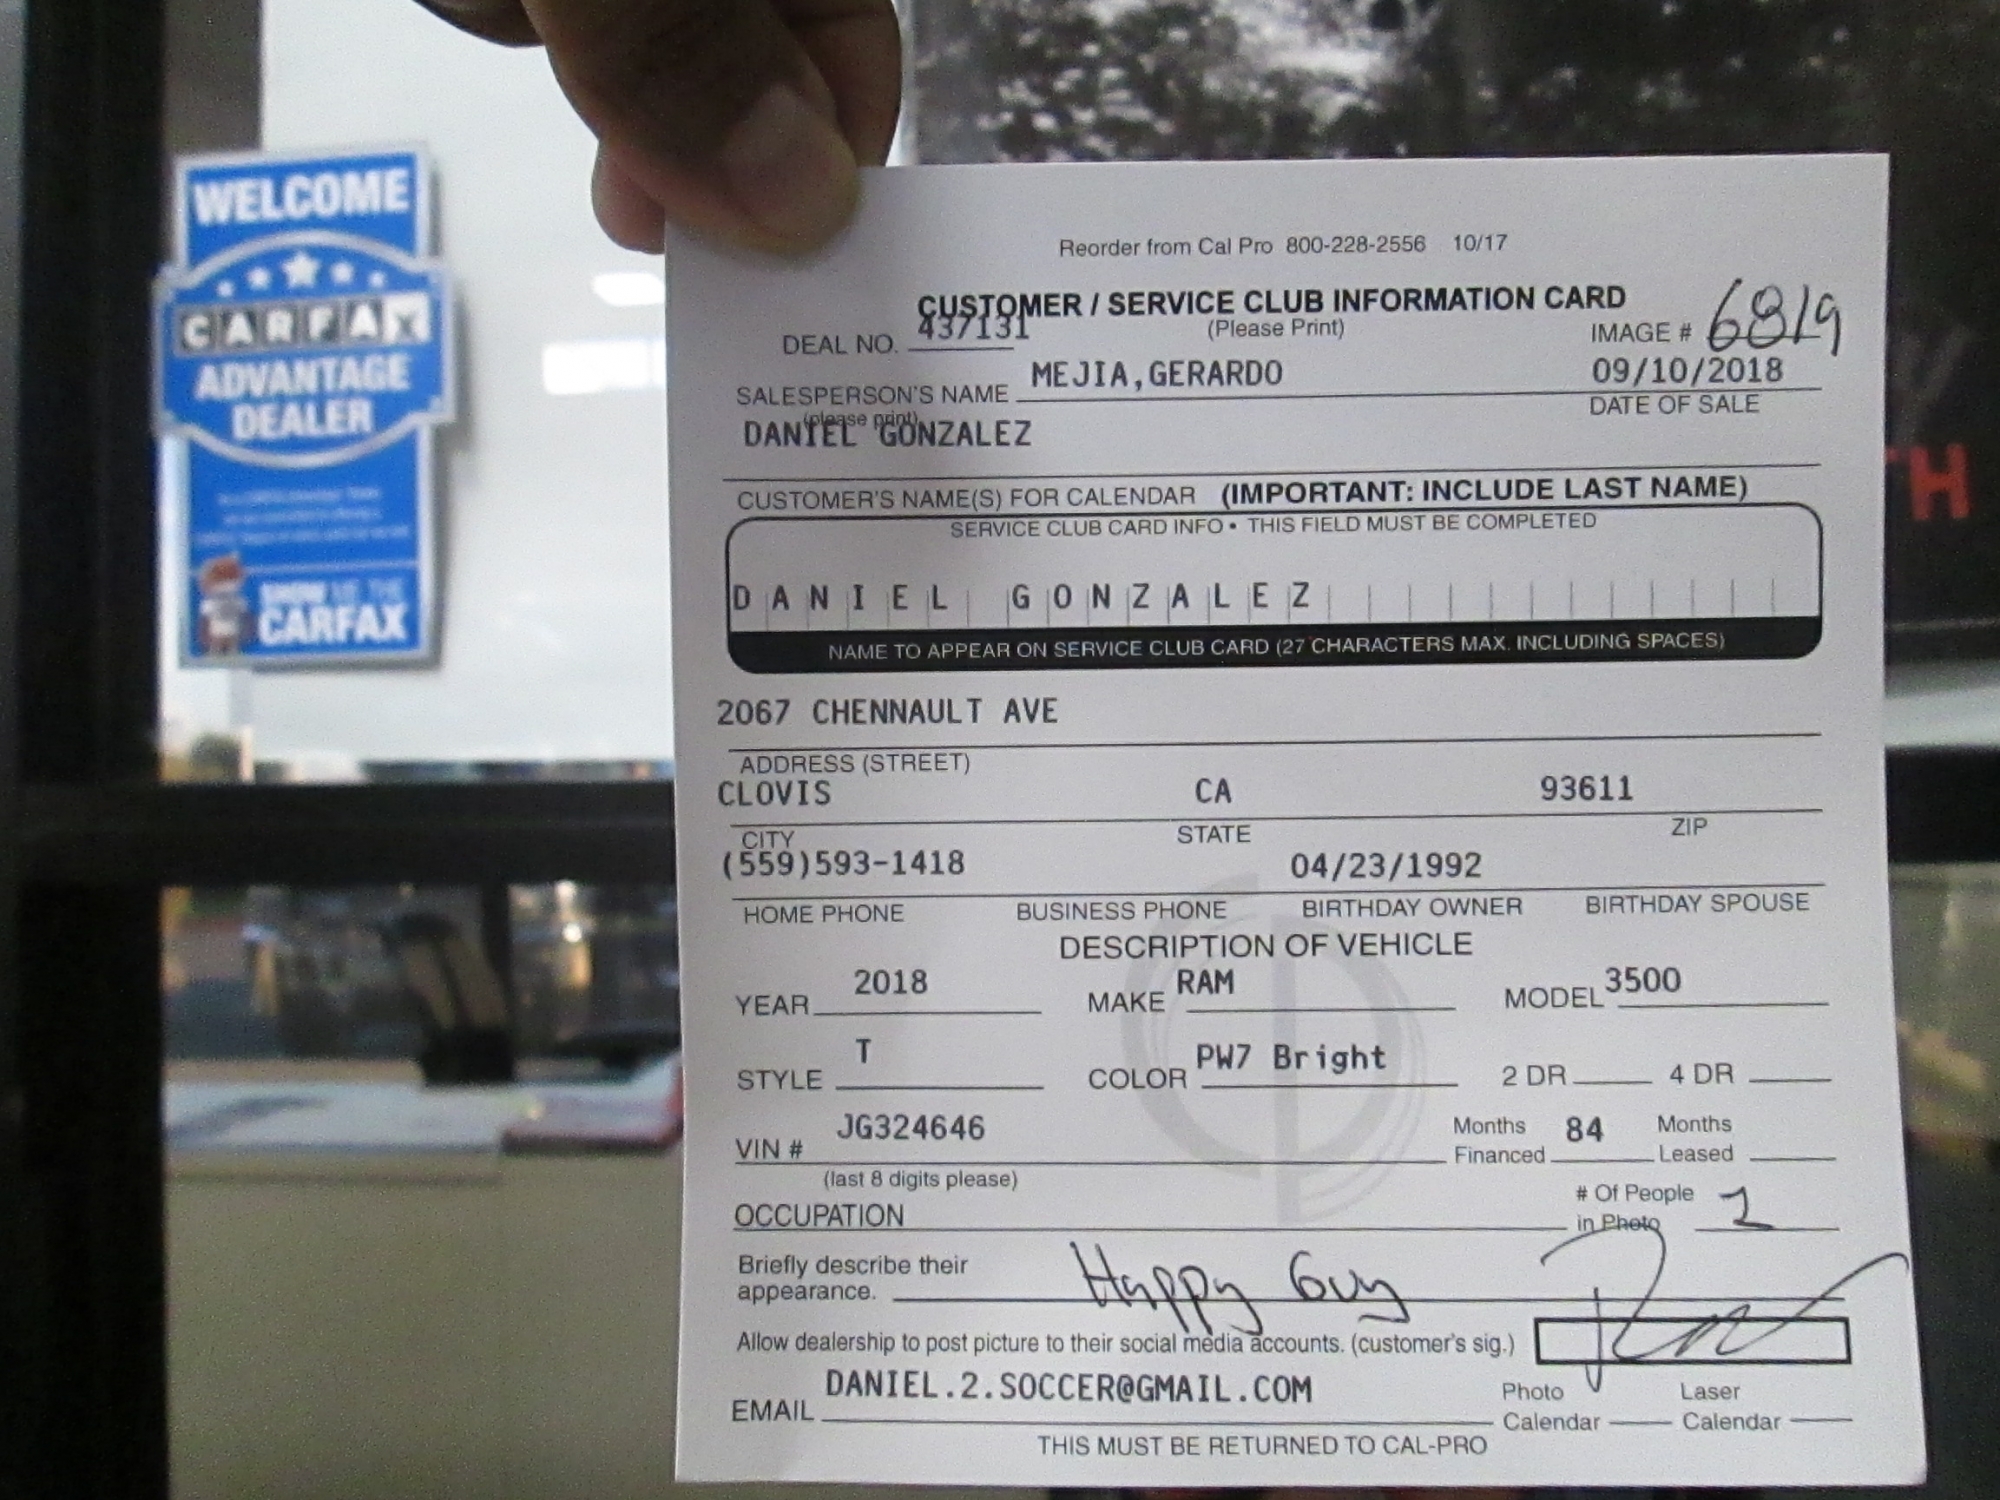 WELCOME
CARFAX
ADVANTAGE
DEALER
CARFAX
H
Reorder from Cal Pro 800-228-2556 10/17
CUSTOMER / SERVICE CLUB INFORMATION CARD
DEAL NO. 437131 (Please Print) IMAGE # 6819
SALESPERSON'S NAME MEJIA,GERARDO 09/10/2018
(please print) DATE OF SALE
DANIEL GONZALEZ
CUSTOMER'S NAME(S) FOR CALENDAR (IMPORTANT: INCLUDE LAST NAME)
SERVICE CLUB CARD INFO • THIS FIELD MUST BE COMPLETED
DANIEL GONZALEZ
NAME TO APPEAR ON SERVICE CLUB CARD (27 CHARACTERS MAX. INCLUDING SPACES)
2067 CHENNAULT AVE
ADDRESS (STREET)
CLOVIS CA 93611
CITY STATE ZIP
(559)593-1418 04/23/1992
HOME PHONE BUSINESS PHONE BIRTHDAY OWNER BIRTHDAY SPOUSE
DESCRIPTION OF VEHICLE
YEAR 2018 MAKE RAM MODEL 3500
STYLE T COLOR PW7 Bright 2 DR 4 DR
VIN # JG324646 Months Financed 84 Months Leased
(last 8 digits please)
OCCUPATION # Of People in Photo 1
Briefly describe their appearance. Happy Guy
Allow dealership to post picture to their social media accounts. (customer's sig.)
EMAIL DANIEL.2.SOCCER@GMAIL.COM Photo Calendar Laser Calendar
THIS MUST BE RETURNED TO CAL-PRO